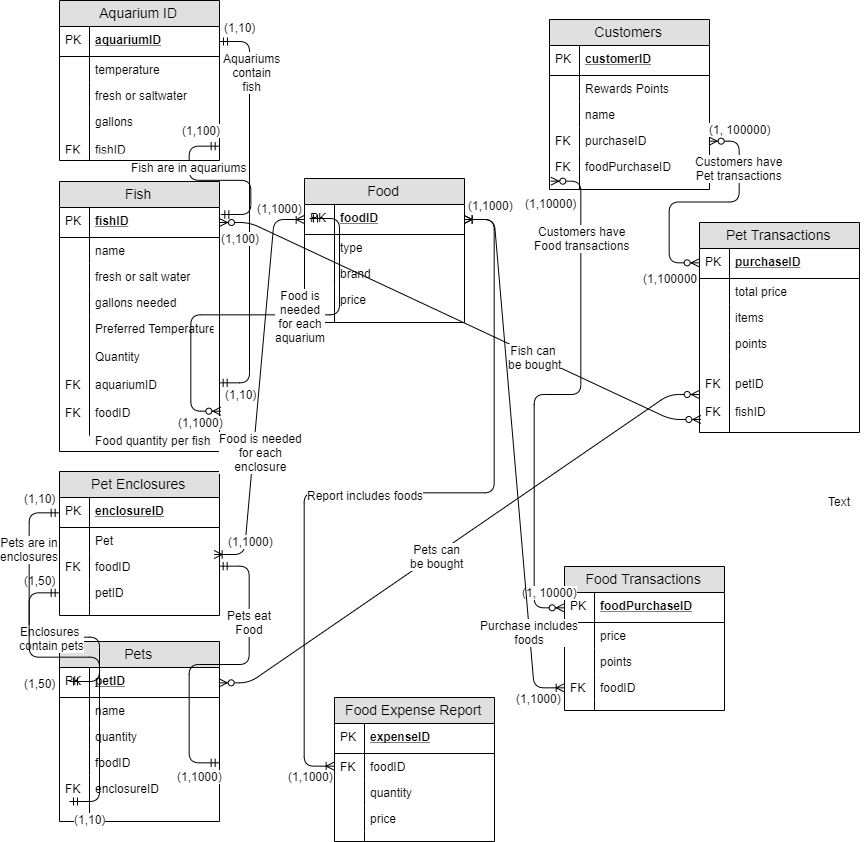 Aquarium ID
PK aquariumID
temperature
fresh or saltwater
gallons
FK fishID
(1,10)
Aquariums
contain
fish
(1,100)
Fish are in aquariums
Fish
PK fishID
name
fresh or salt water
gallons needed
Preferred Temperature
Quantity
FK aquariumID
FK foodID
Food quantity per fish
(1,100)
(1,10)
(1,1000)
Food
PK foodID
type
brand
price
(1,1000)
(1,1000)
Food is
needed
for each
aquarium
Food is needed
for each
enclosure
Customers
PK customerID
Rewards Points
name
FK purchaseID
FK foodPurchaseID
(1, 100000)
Customers have
Pet transactions
(1,10000)
Customers have
Food transactions
Pet Transactions
PK purchaseID
total price
items
points
FK petID
FK fishID
(1,100000
Fish can
be bought
Text
Pet Enclosures
PK enclosureID
Pet
FK foodID
petID
(1,10)
Pets are in
enclosures
(1,50)
Enclosures
contain pets
(1,1000)
Pets eat
Food
Report includes foods
Pets can
be bought
Pets
PK petID
name
quantity
foodID
FK enclosureID
(1,50)
(1,1000)
(1,10)
Food Transactions
PK foodPurchaseID
price
points
FK foodID
(1, 10000)
Purchase includes
foods
(1,1000)
Food Expense Report
PK expenseID
FK foodID
quantity
price
(1,1000)